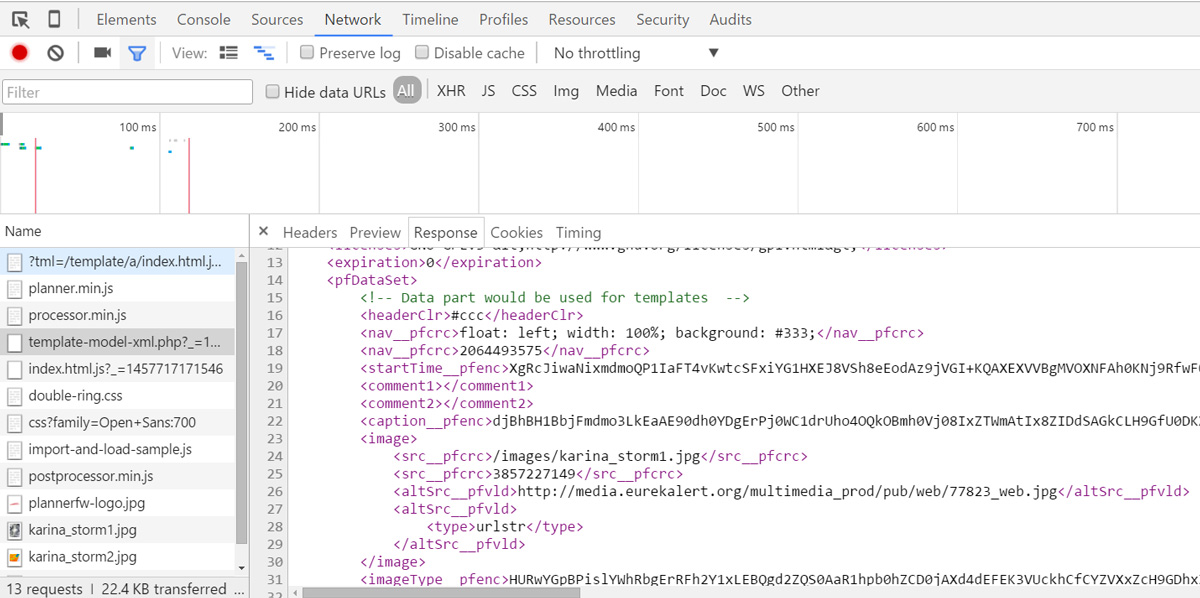 Elements Console Sources Network Timeline Profiles Resources Security Audits
View: Preserve log Disable cache No throttling
Filter Hide data URLs All XHR JS CSS Img Media Font Doc WS Other
100 ms 200 ms 300 ms 400 ms 500 ms 600 ms 700 ms
Name
?tml=/template/a/index.html.j...
planner.min.js
processor.min.js
template-model-xml.php?_=1...
index.html.js?_=1457717171546
double-ring.css
css?family=Open+Sans:700
import-and-load-sample.js
postprocessor.min.js
plannerfw-logo.jpg
karina_storm1.jpg
karina_storm2.jpg
13 requests | 22.4 KB transferred ...
× Headers Preview Response Cookies Timing
13 <expiration>0</expiration>
14 <pfDataSet>
15 <!-- Data part would be used for templates -->
16 <headerClr>#ccc</headerClr>
17 <nav__pfcrc>float: left; width: 100%; background: #333;</nav__pfcrc>
18 <nav__pfcrc>2064493575</nav__pfcrc>
19 <startTime__pfenc>XgRcJiwaNixmdmoQP1IaFT4vKwtcSFxiYG1HXEJ8VSh8eEodAz9jVGI+KQAXEXVVBgMVOXNFAh0KNj9RfwF
20 <comment1></comment1>
21 <comment2></comment2>
22 <caption__pfenc>djBhBH1BbjFmdmo3LkEaAE90dh0YDgErPj0WC1drUho4OQkOBmh0Vj08IxZTWmAtIx8ZIDdSAGkCLH9GfU0DK
23 <image>
24 <src__pfcrc>/images/karina_storm1.jpg</src__pfcrc>
25 <src__pfcrc>3857227149</src__pfcrc>
26 <altSrc__pfvld>http://media.eurekalert.org/multimedia_prod/pub/web/77823_web.jpg</altSrc__pfvld>
27 <altSrc__pfvld>
28 <type>urlstr</type>
29 </altSrc__pfvld>
30 </image>
31 <imageType__pfenc>HURwYGpBPislYWhRbgErRFh2Y1xLEBQgd2ZQS0AaR1hpb0hZCD0jAXd4dEFEK3VUckhCfCYZVXxZcH9GDhx
32